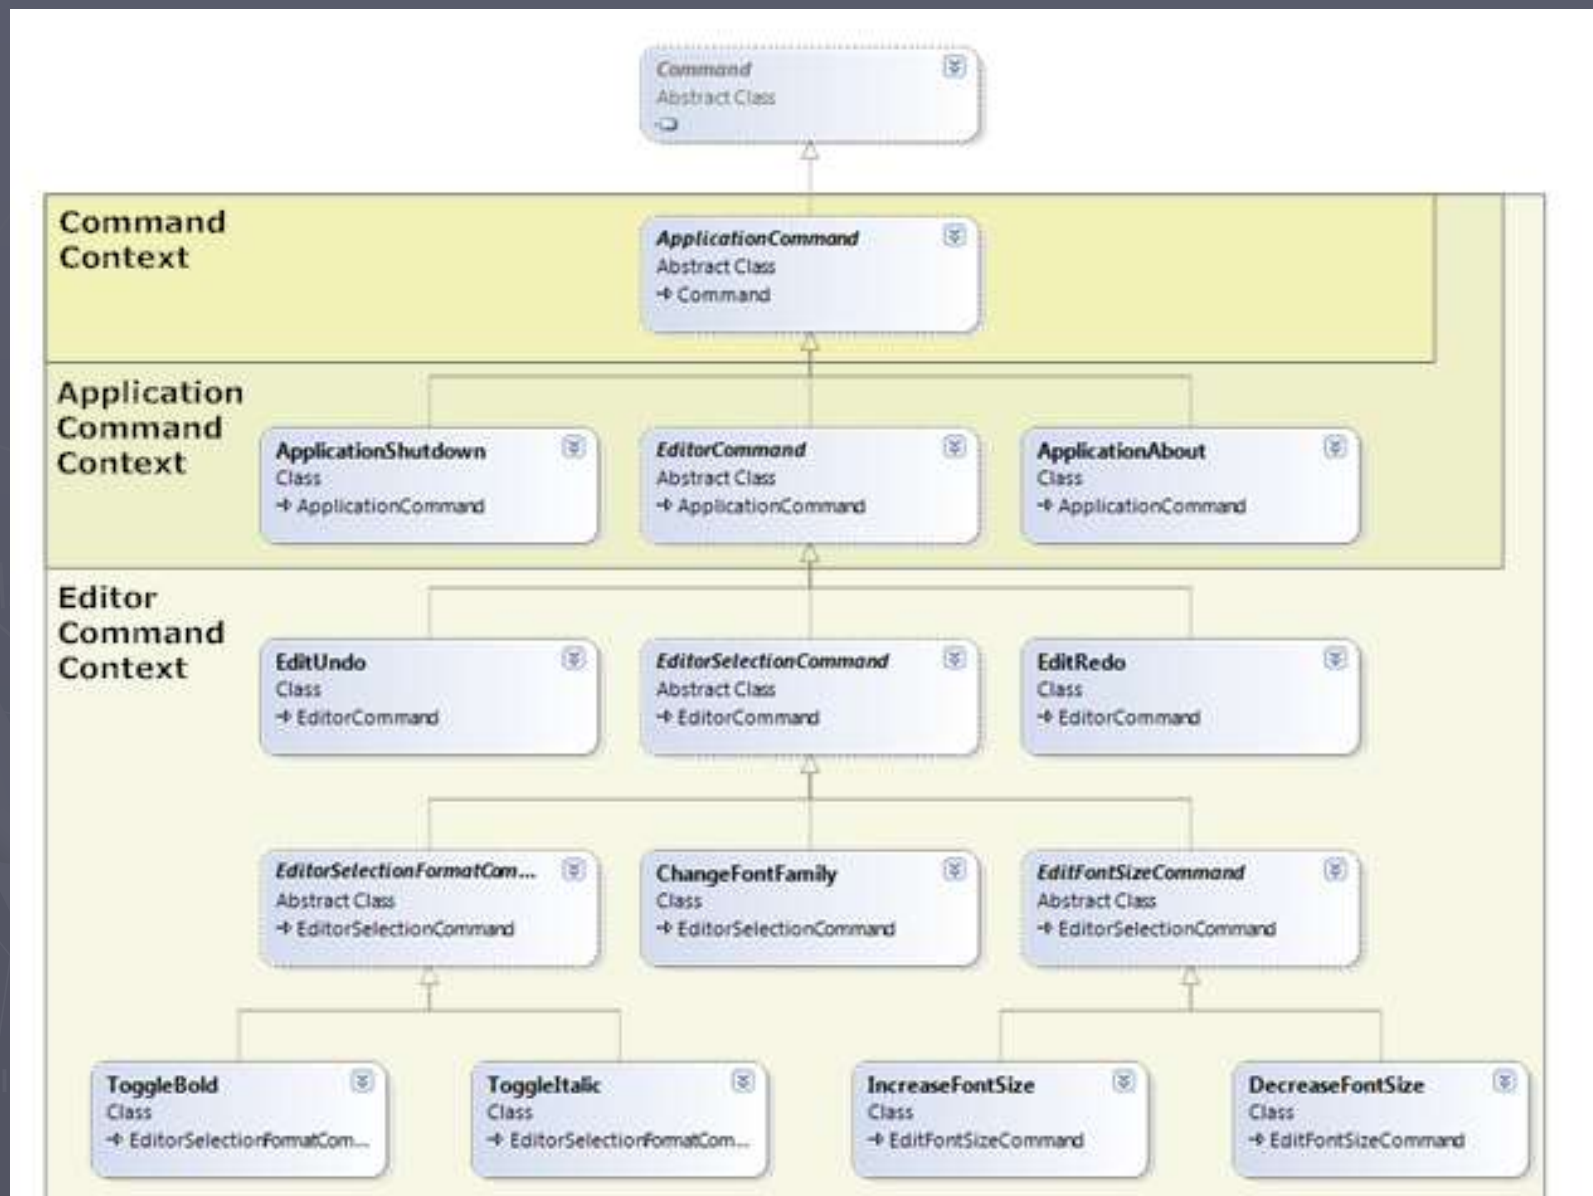 Command
Abstract Class
Command
Context
ApplicationCommand
Abstract Class
Command
Application
Command
Context
ApplicationShutdown
Class
ApplicationCommand
EditorCommand
Abstract Class
ApplicationCommand
ApplicationAbout
Class
ApplicationCommand
Editor
Command
Context
EditUndo
Class
EditorCommand
EditorSelectionCommand
Abstract Class
EditorCommand
EditRedo
Class
EditorCommand
EditorSelectionFormatCom...
Abstract Class
EditorSelectionCommand
ChangeFontFamily
Class
EditorSelectionCommand
EditFontSizeCommand
Abstract Class
EditorSelectionCommand
ToggleBold
Class
EditorSelectionFormatCom...
ToggleItalic
Class
EditorSelectionFormatCom...
IncreaseFontSize
Class
EditFontSizeCommand
DecreaseFontSize
Class
EditFontSizeCommand